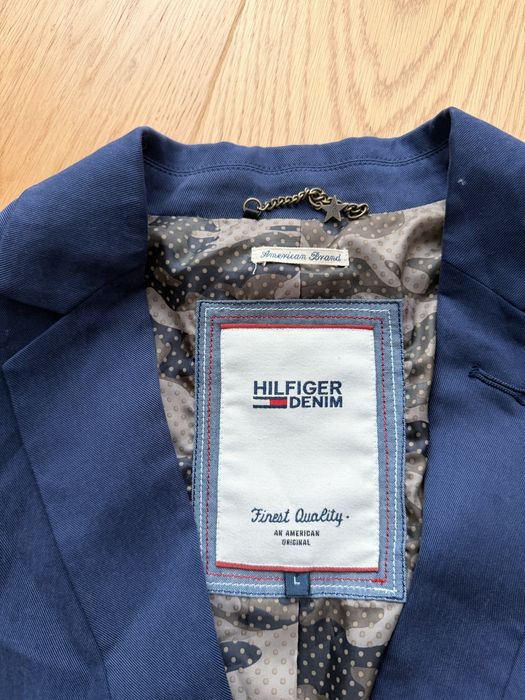 American Brand
HILFIGER
DENIM
Finest Quality.
AN AMERICAN
ORIGINAL
L